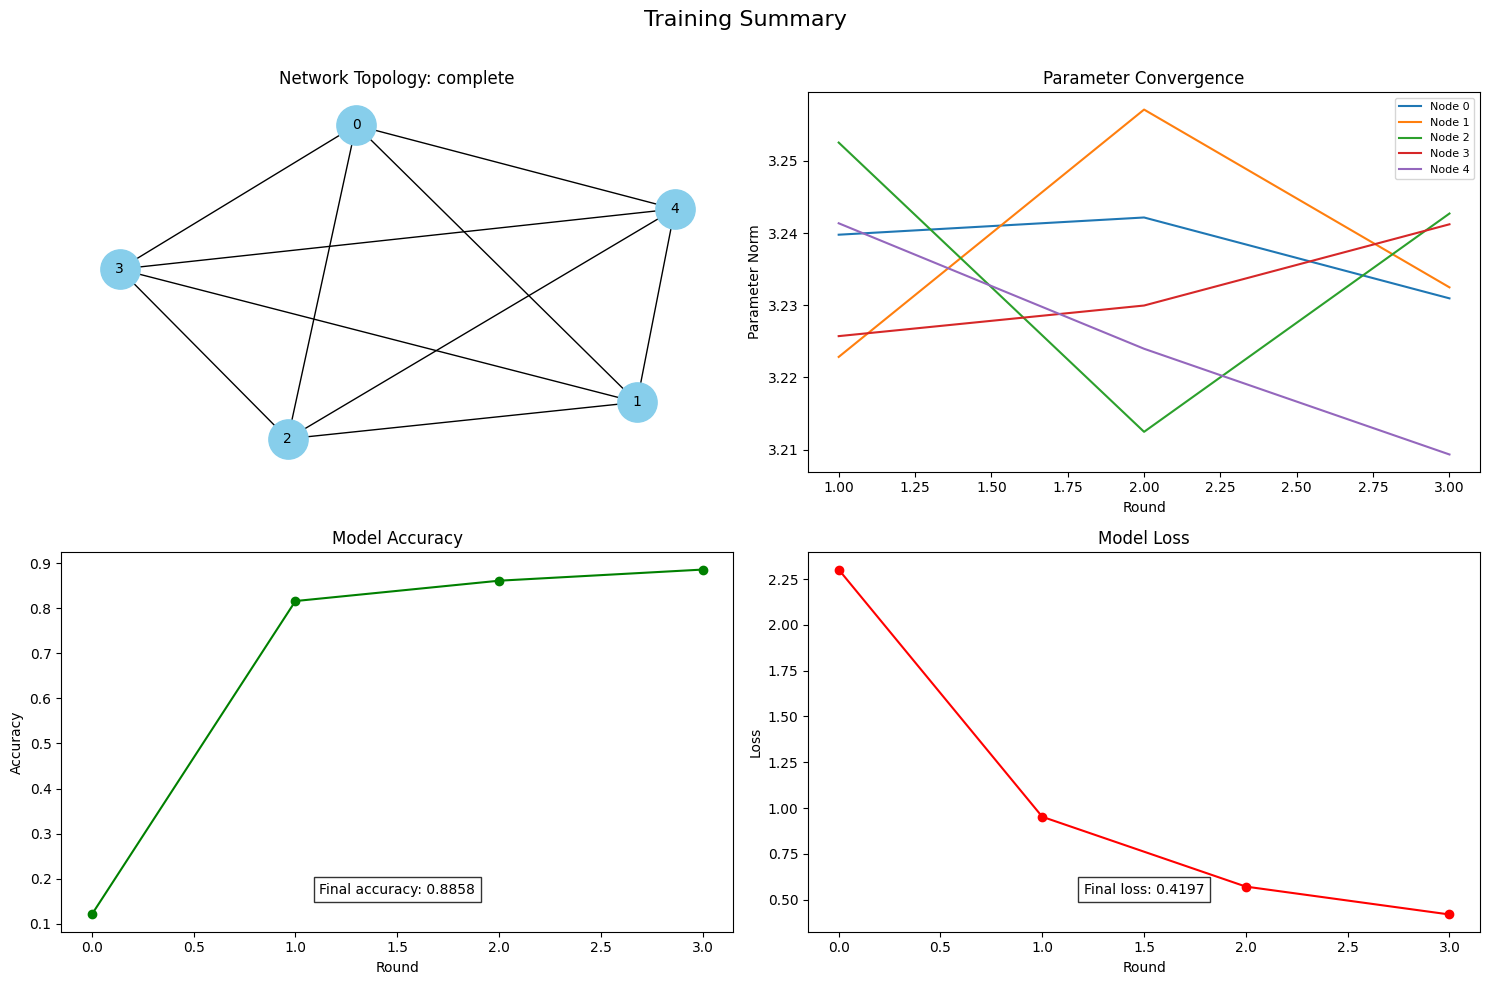 Training Summary
Network Topology: complete
0
4
3
1
2
Parameter Convergence
Node 0
Node 1
Node 2
Node 3
Node 4
Parameter Norm
3.25
3.24
3.23
3.22
3.21
1.00 1.25 1.50 1.75 2.00 2.25 2.50 2.75 3.00
Round
Model Accuracy
Accuracy
0.9
0.8
0.7
0.6
0.5
0.4
0.3
0.2
0.1
Final accuracy: 0.8858
0.0 0.5 1.0 1.5 2.0 2.5 3.0
Round
Model Loss
Loss
2.25
2.00
1.75
1.50
1.25
1.00
0.75
0.50
Final loss: 0.4197
0.0 0.5 1.0 1.5 2.0 2.5 3.0
Round